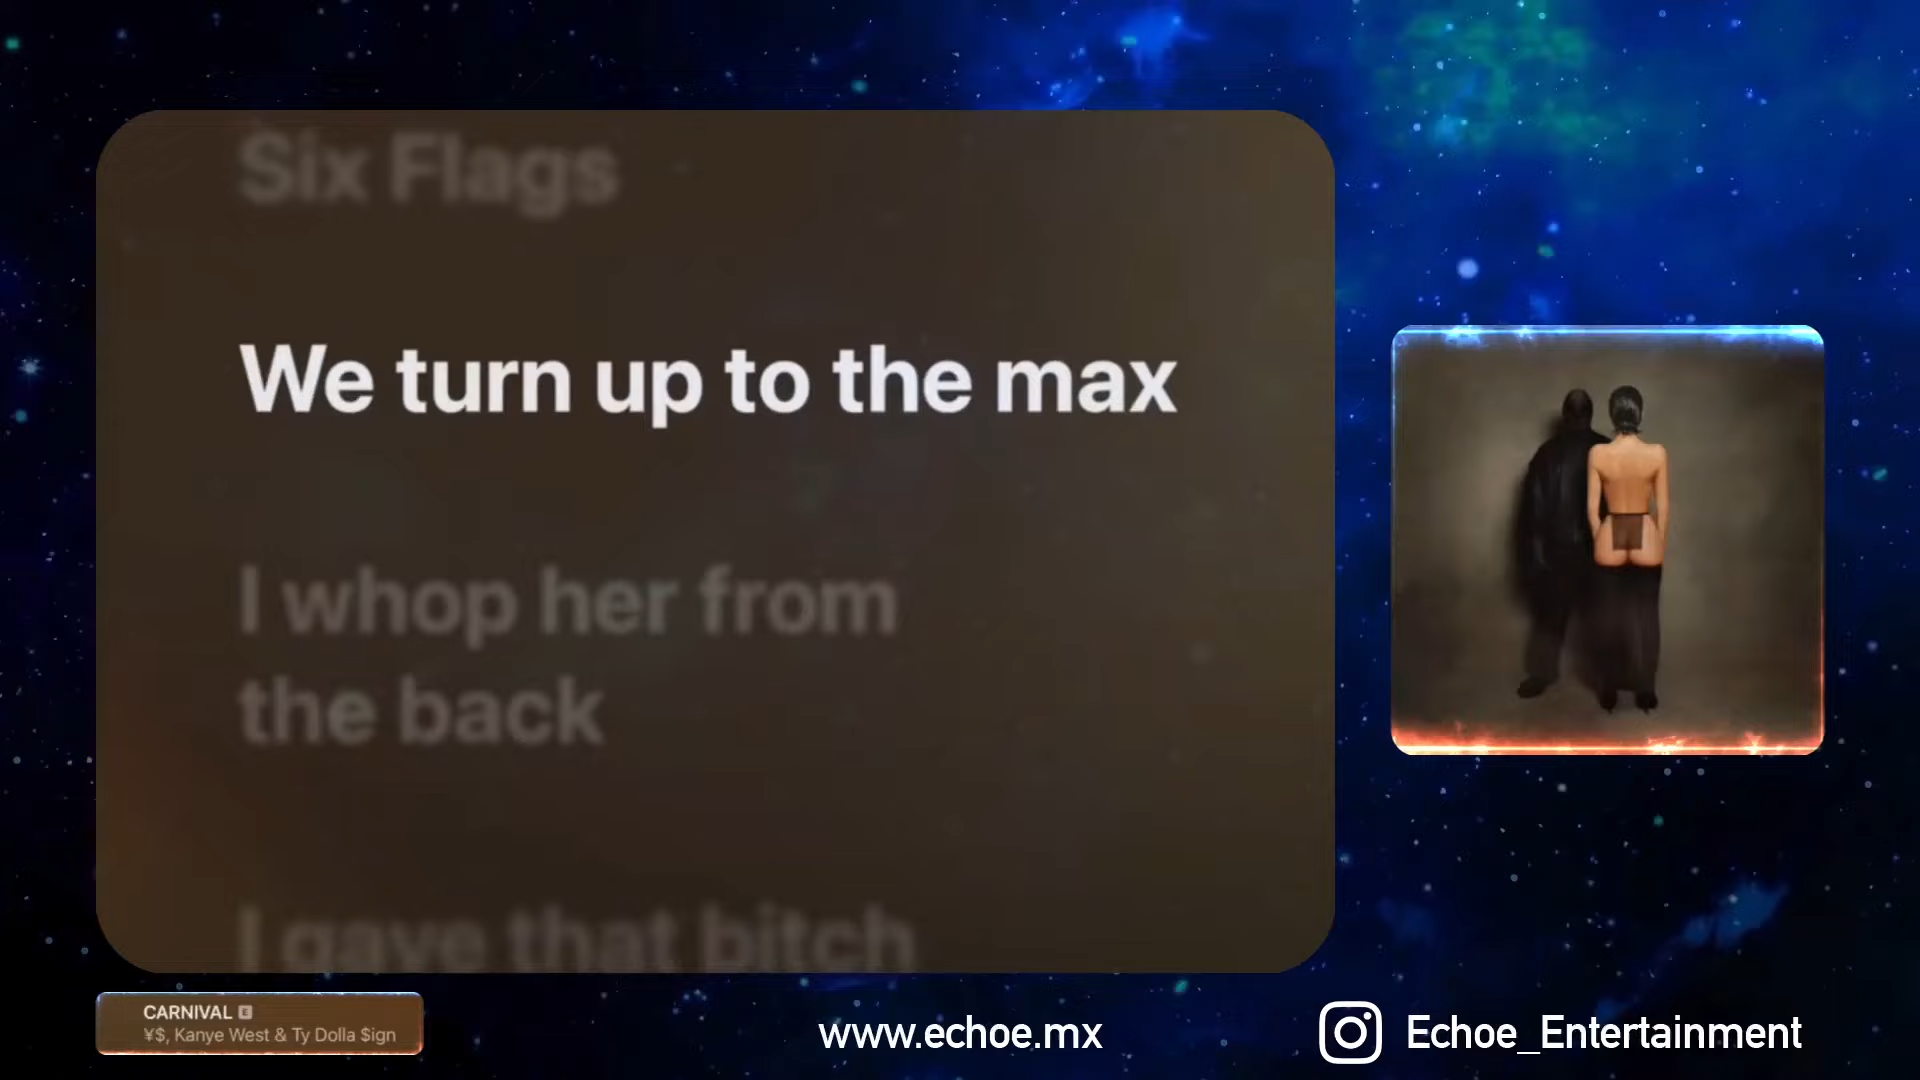 Six Flags
We turn up to the max
I whop her from
the back
I gave that bitch
CARNIVAL E
¥$, Kanye West & Ty Dolla $ign
www.echoe.mx
Echoe_Entertainment